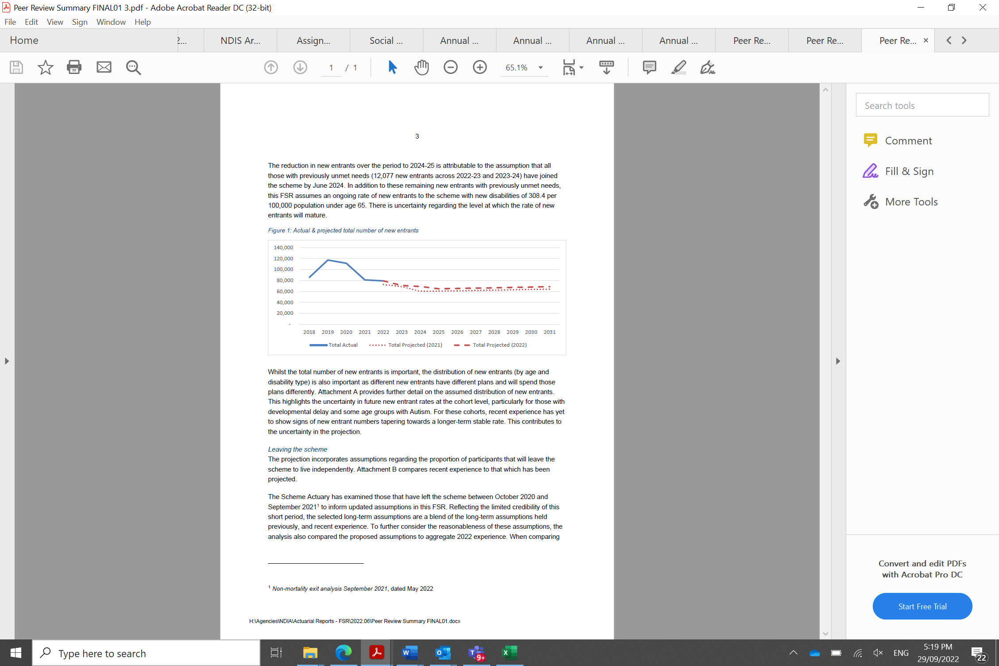 Peer Review Summary FINAL01 3.pdf - Adobe Acrobat Reader DC (32-bit)
File Edit View Sign Window Help
Home 2... NDIS Ar... Assign... Social ... Annual ... Annual ... Annual ... Annual ... Peer Re... Peer Re... Peer Re... ×
1 / 1 65.1%
Search tools
Comment
Fill & Sign
More Tools
Convert and edit PDFs
with Acrobat Pro DC
Start Free Trial
3
The reduction in new entrants over the period to 2024-25 is attributable to the assumption that all
those with previously unmet needs (12,077 new entrants across 2022-23 and 2023-24) have joined
the scheme by June 2024. In addition to these remaining new entrants with previously unmet needs,
this FSR assumes an ongoing rate of new entrants to the scheme with new disabilities of 308.4 per
100,000 population under age 65. There is uncertainty regarding the level at which the rate of new
entrants will mature.
Figure 1: Actual & projected total number of new entrants
140,000
120,000
100,000
80,000
60,000
40,000
20,000
-
2018 2019 2020 2021 2022 2023 2024 2025 2026 2027 2028 2029 2030 2031
Total Actual Total Projected (2021) Total Projected (2022)
Whilst the total number of new entrants is important, the distribution of new entrants (by age and
disability type) is also important as different new entrants have different plans and will spend those
plans differently. Attachment A provides further detail on the assumed distribution of new entrants.
This highlights the uncertainty in future new entrant rates at the cohort level, particularly for those with
developmental delay and some age groups with Autism. For these cohorts, recent experience has yet
to show signs of new entrant numbers tapering towards a longer-term stable rate. This contributes to
the uncertainty in the projection.
Leaving the scheme
The projection incorporates assumptions regarding the proportion of participants that will leave the
scheme to live independently. Attachment B compares recent experience to that which has been
projected.
The Scheme Actuary has examined those that have left the scheme between October 2020 and
September 2021¹ to inform updated assumptions in this FSR. Reflecting the limited credibility of this
short period, the selected long-term assumptions are a blend of the long-term assumptions held
previously, and recent experience. To further consider the reasonableness of these assumptions, the
analysis also compared the proposed assumptions to aggregate 2022 experience. When comparing
¹ Non-mortality exit analysis September 2021, dated May 2022
H:\Agencies\NDIA\Actuarial Reports - FSR\2022.06\Peer Review Summary FINAL01.docx
Type here to search
W O T 9+ X
ENG
5:19 PM
29/09/2022
22